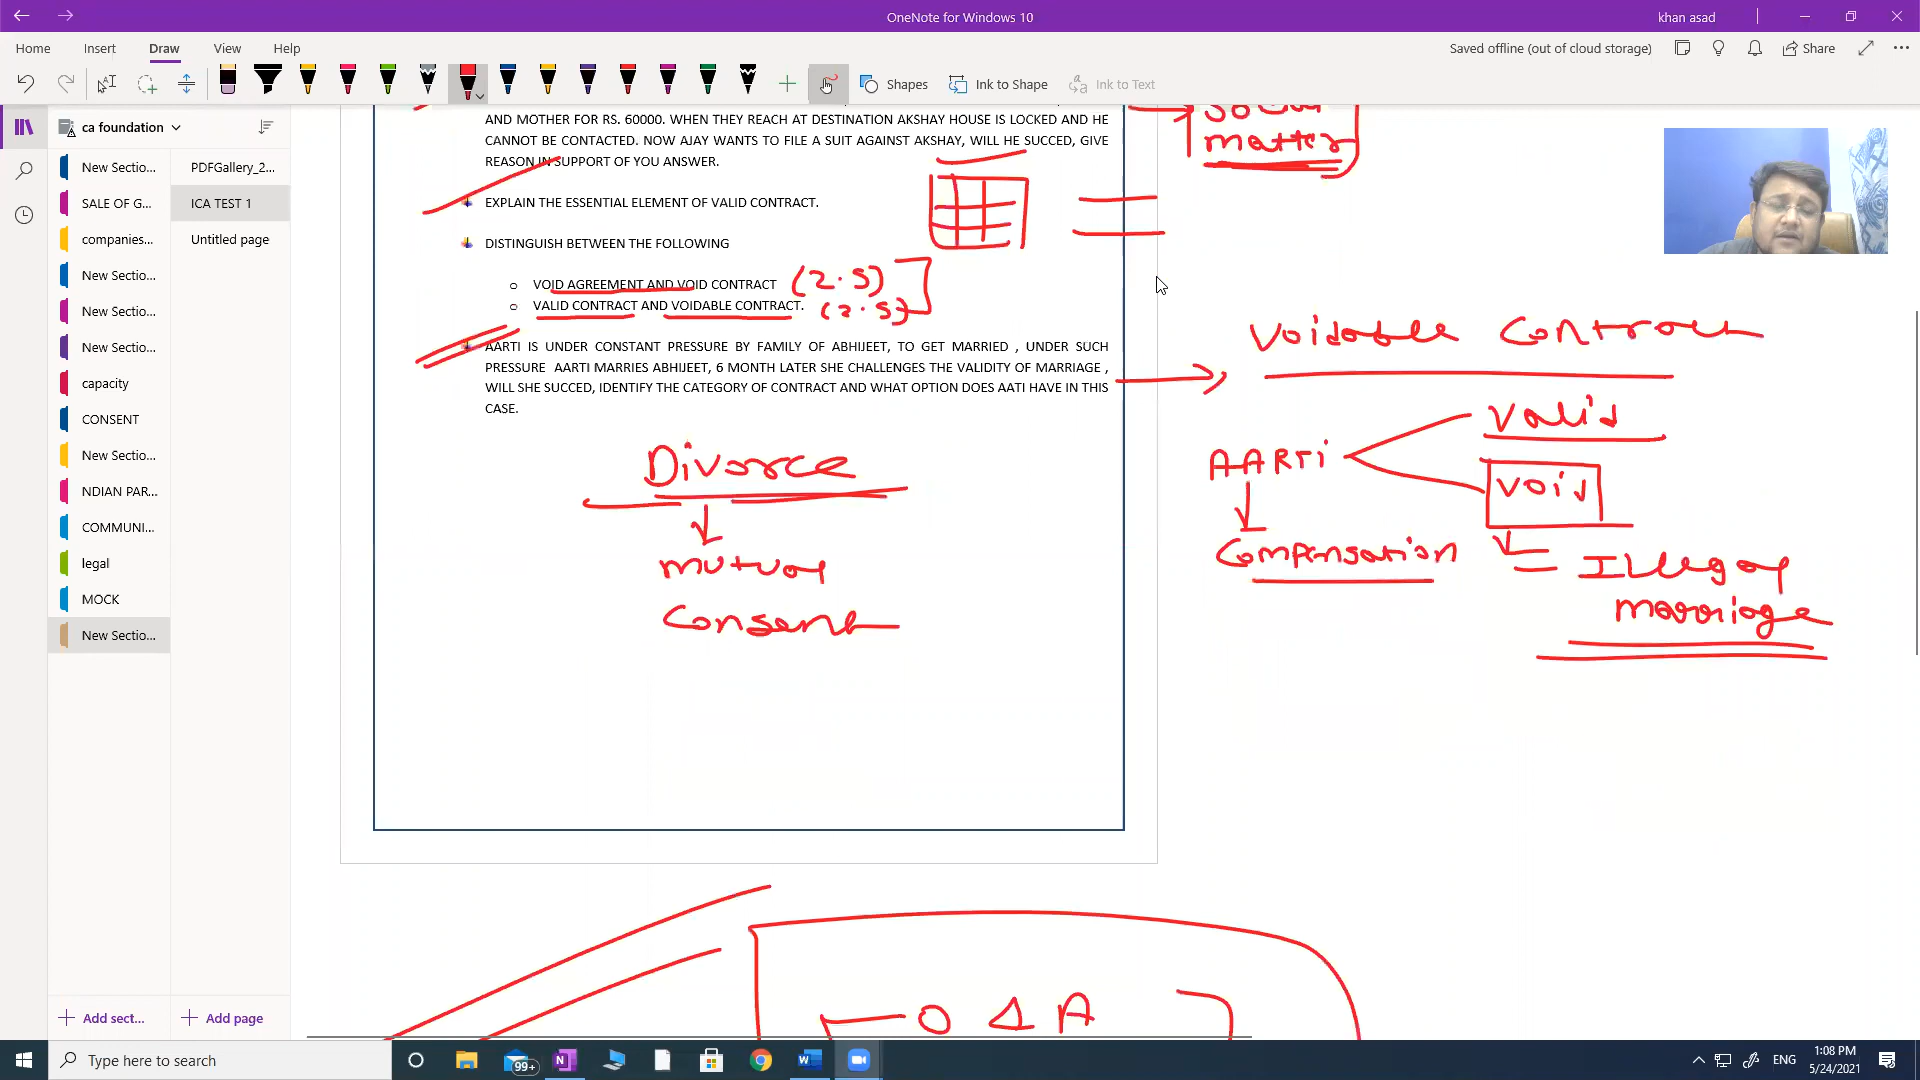 OneNote for Windows 10
khan asad
Home
Insert
Draw
View
Help
Saved offline (out of cloud storage)
Share
Shapes
Ink to Shape
Ink to Text
ca foundation
New Sectio...
SALE OF G...
companies...
New Sectio...
New Sectio...
New Sectio...
capacity
CONSENT
New Sectio...
NDIAN PAR...
COMMUNI...
legal
MOCK
New Sectio...
Add sect...
PDFGallery_2...
ICA TEST 1
Untitled page
Add page
AND MOTHER FOR RS. 60000. WHEN THEY REACH AT DESTINATION AKSHAY HOUSE IS LOCKED AND HE
CANNOT BE CONTACTED. NOW AJAY WANTS TO FILE A SUIT AGAINST AKSHAY, WILL HE SUCCED, GIVE
REASON IN SUPPORT OF YOU ANSWER.
EXPLAIN THE ESSENTIAL ELEMENT OF VALID CONTRACT.
DISTINGUISH BETWEEN THE FOLLOWING
VOID AGREEMENT AND VOID CONTRACT (2.5)
VALID CONTRACT AND VOIDABLE CONTRACT. (2.5)
AARTI IS UNDER CONSTANT PRESSURE BY FAMILY OF ABHIJEET, TO GET MARRIED , UNDER SUCH
PRESSURE AARTI MARRIES ABHIJEET, 6 MONTH LATER SHE CHALLENGES THE VALIDITY OF MARRIAGE ,
WILL SHE SUCCED, IDENTIFY THE CATEGORY OF CONTRACT AND WHAT OPTION DOES AATI HAVE IN THIS
CASE.
Divorce
mutual
Consent
matter
Voidable Contract
AARTi
Valid
Void
Compensation
Illegal
marriage
O Δ A
Type here to search
99+
ENG
1:08 PM
5/24/2021